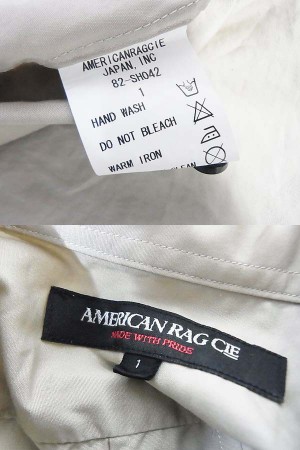 AMERICANRAGCIE
JAPAN, INC
82-SH042
1
HAND WASH
DO NOT BLEACH
WARM IRON
CLEAN
AMERICAN RAG CIE
MADE WITH PRIDE
1